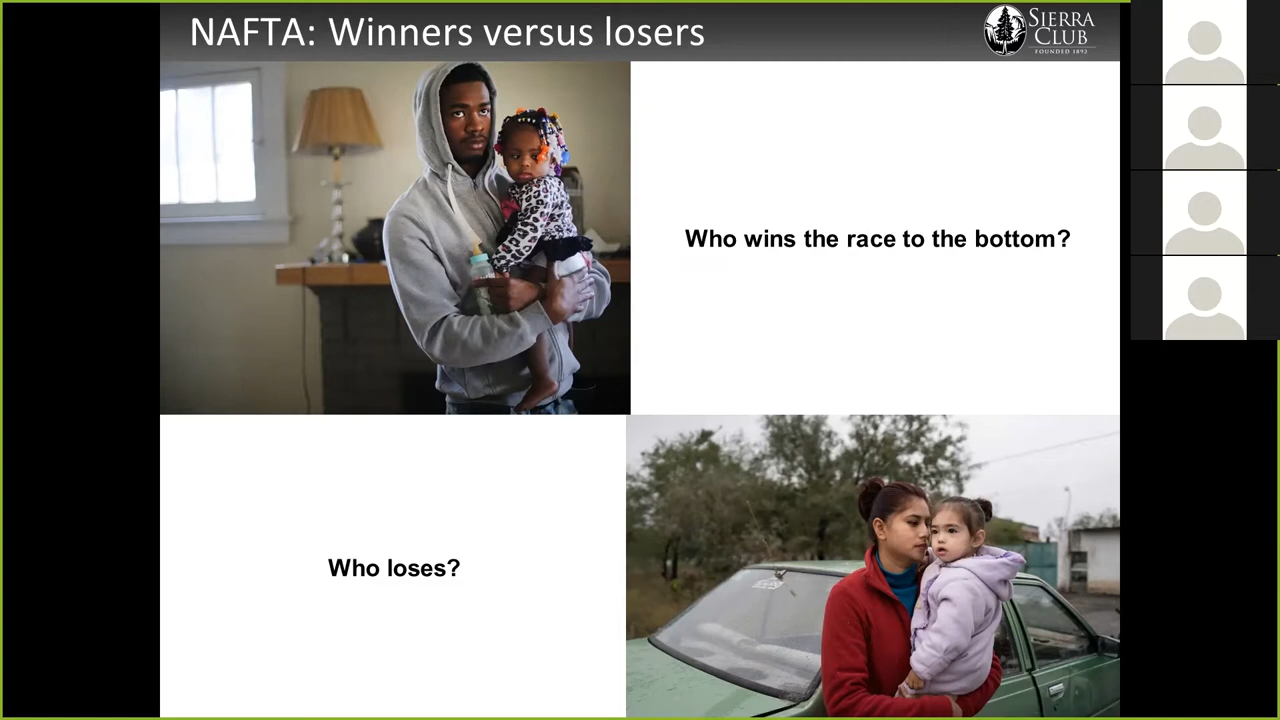 NAFTA: Winners versus losers
SIERRA
CLUB
FOUNDED 1892
Who wins the race to the bottom?
Who loses?